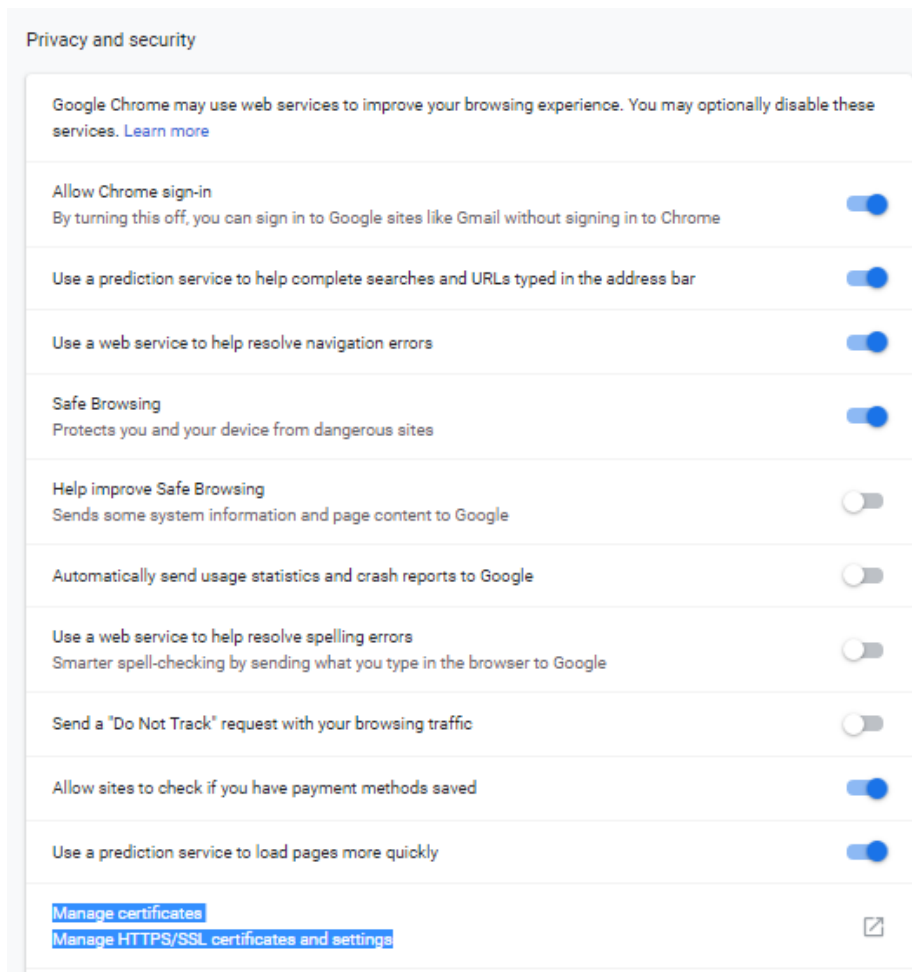 Privacy and security
Google Chrome may use web services to improve your browsing experience. You may optionally disable these
services. Learn more
Allow Chrome sign-in
By turning this off, you can sign in to Google sites like Gmail without signing in to Chrome
Use a prediction service to help complete searches and URLs typed in the address bar
Use a web service to help resolve navigation errors
Safe Browsing
Protects you and your device from dangerous sites
Help improve Safe Browsing
Sends some system information and page content to Google
Automatically send usage statistics and crash reports to Google
Use a web service to help resolve spelling errors
Smarter spell-checking by sending what you type in the browser to Google
Send a "Do Not Track" request with your browsing traffic
Allow sites to check if you have payment methods saved
Use a prediction service to load pages more quickly
Manage certificates
Manage HTTPS/SSL certificates and settings